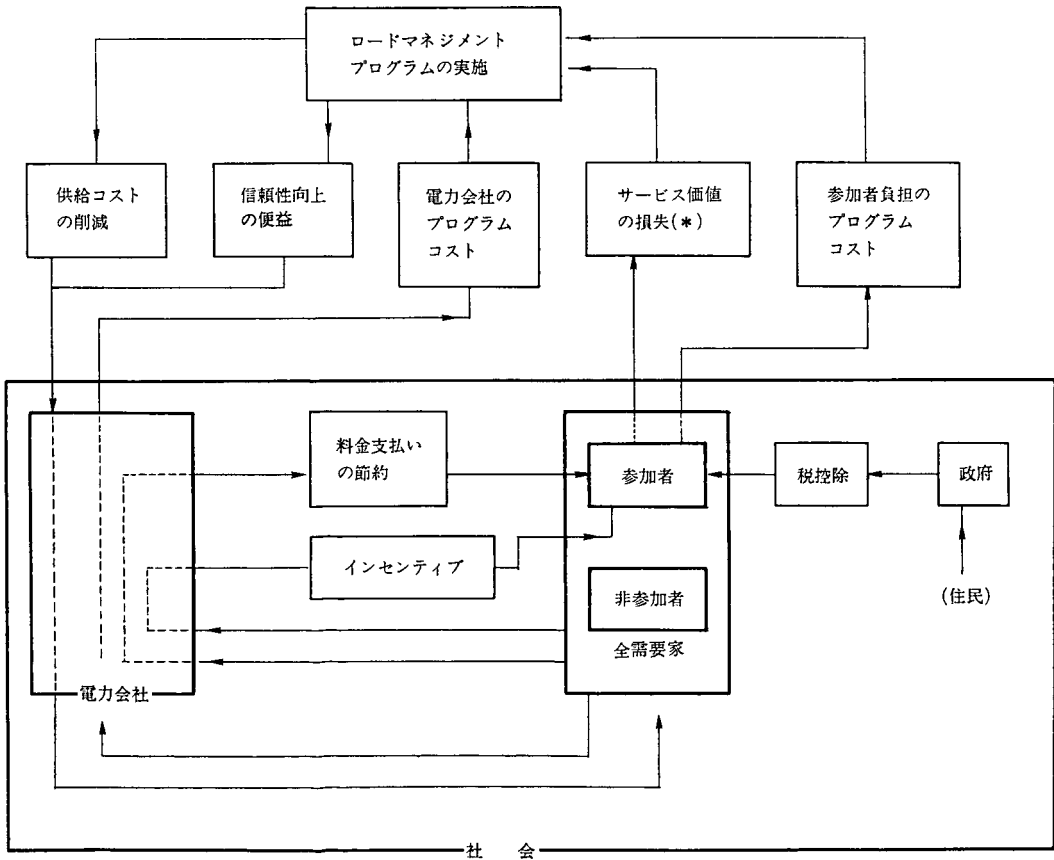 ロードマネジメント
プログラムの実施
供給コスト
の削減
信頼性向上
の便益
電力会社の
プログラム
コスト
サービス価値
の損失(*)
参加者負担の
プログラム
コスト
料金支払い
の節約
参加者
税控除
政府
インセンティブ
非参加者
(住民)
全需要家
電力会社
社 会